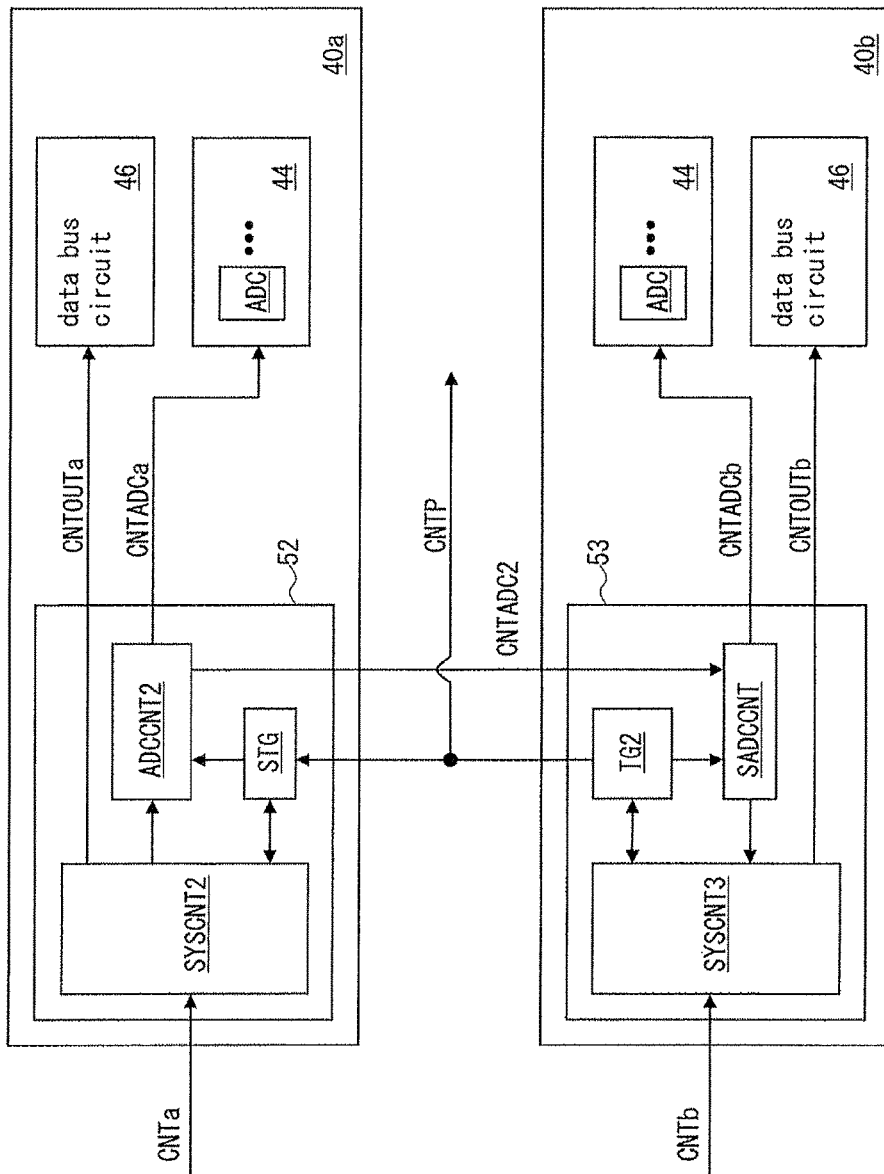 CNTa
SYSCNT2
ADCCNT2
STG
52
CNTOUTa
CNTADCa
data bus
circuit
46
ADC
•••
44
40a
CNTP
CNTADC2
CNTb
SYSCNT3
TG2
SADCCNT
53
CNTADCb
CNTOUTb
ADC
•••
44
data bus
circuit
46
40b